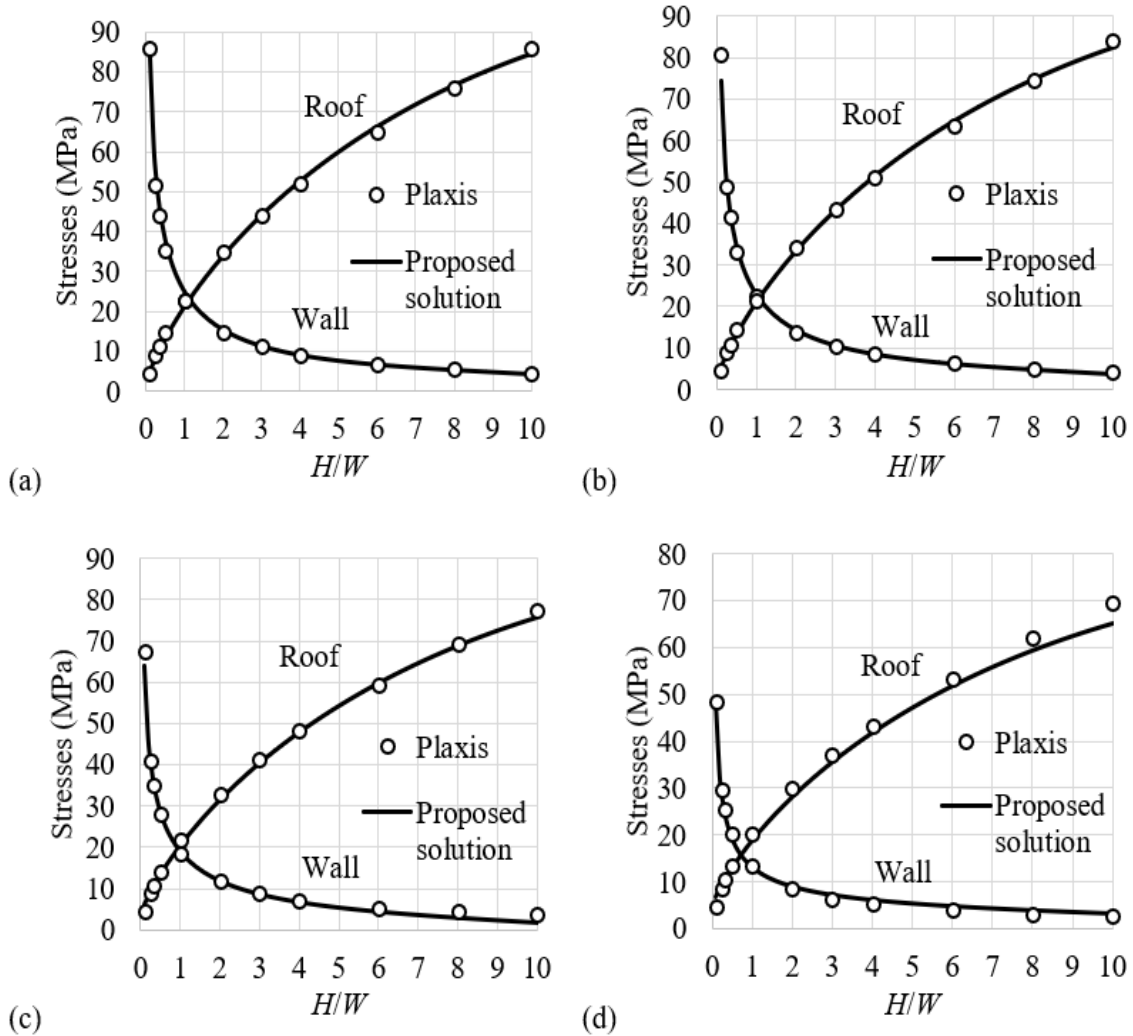 90
80
70
60
50
40
30
20
10
0
Stresses (MPa)
Roof
Plaxis
Proposed
solution
Wall
0 1 2 3 4 5 6 7 8 9 10
H/W
(a)
90
80
70
60
50
40
30
20
10
0
Stresses (MPa)
Roof
Plaxis
Proposed
solution
Wall
0 1 2 3 4 5 6 7 8 9 10
H/W
(b)
90
80
70
60
50
40
30
20
10
0
Stresses (MPa)
Roof
Plaxis
Proposed
solution
Wall
0 1 2 3 4 5 6 7 8 9 10
H/W
(c)
80
70
60
50
40
30
20
10
0
Stresses (MPa)
Roof
Plaxis
Proposed
solution
Wall
0 1 2 3 4 5 6 7 8 9 10
H/W
(d)